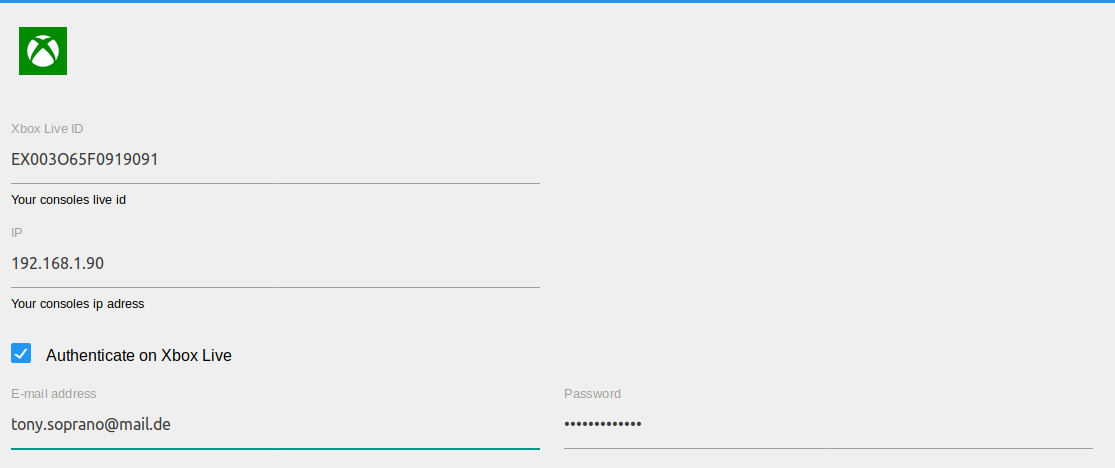 Xbox Live ID
EX003O65F0919091
Your consoles live id
IP
192.168.1.90
Your consoles ip adress
Authenticate on Xbox Live
E-mail address
Password
tony.soprano@mail.de
•••••••••••••